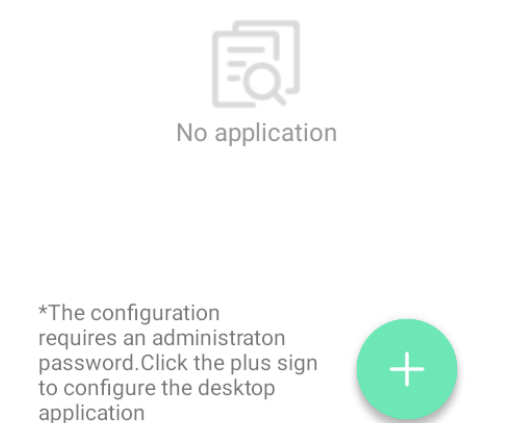 No application
*The configuration
requires an administraton
password.Click the plus sign
to configure the desktop
application